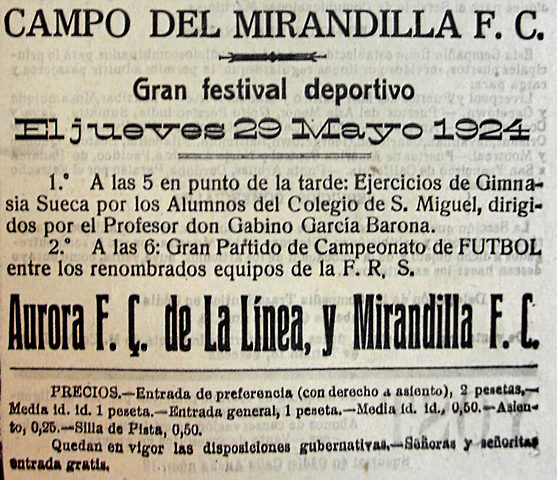 CAMPO DEL MIRANDILLA F. C.
Gran festival deportivo
El jueves 29 Mayo 1924
1.º A las 5 en punto de la tarde: Ejercicios de Gimna-
sia Sueca por los Alumnos del Colegio de S. Miguel, dirigi-
dos por el Profesor don Gabino García Barona.
2.º A las 6: Gran Partido de Campeonato de FUTBOL
entre los renombrados equipos de la F. R, S.
Aurora F. Ç. de La Línea, y Mirandilla F. C.
PRECIOS.—Entrada de preferencia (con derecho a asiento), 2 pesetas,—
Media id. id. 1 peseta.—Entrada general, 1 peseta.—Media id. id., 0,50.—Asien-
to, 0,25.—Silla de Pista, 0,50.
Quedan en vigor las disposiciones gubernativas.—Señoras y señoritas
entrada gratis.